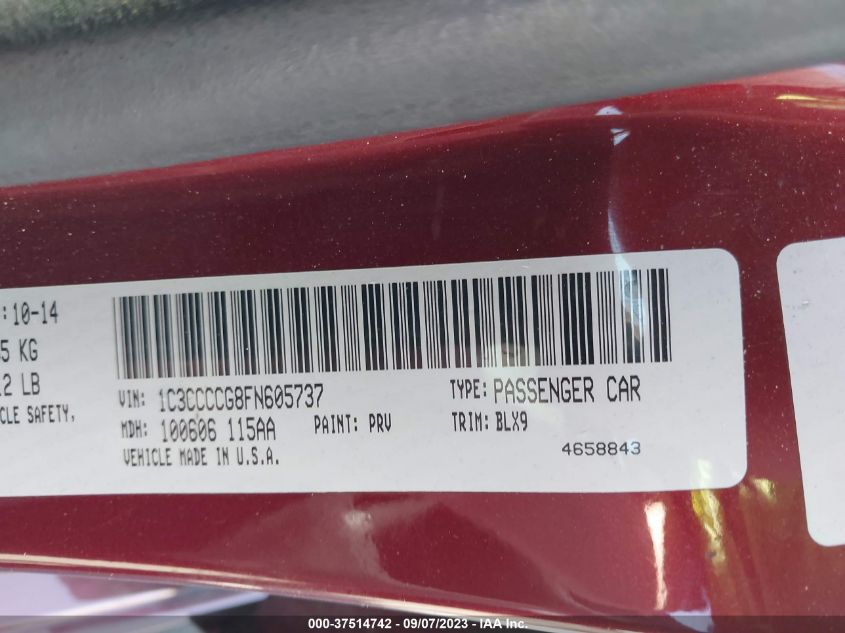 :10-14
5 KG
2 LB
CLE SAFETY,
VIN: 1C3CCCCG8FN605737 TYPE: PASSENGER CAR
MDH: 100606 115AA PAINT: PRV TRIM: BLX9
VEHICLE MADE IN U.S.A. 4658843
000-37514742 - 09/07/2023 - IAA Inc.